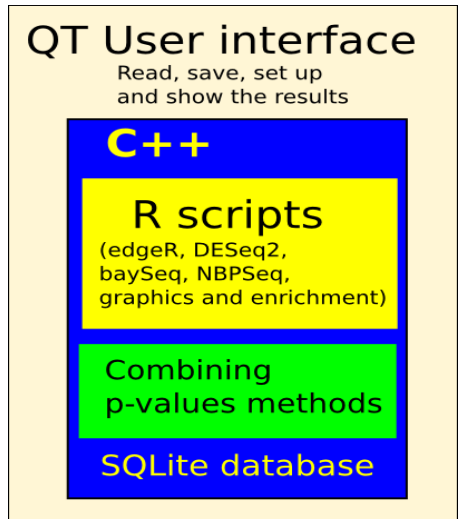 QT User interface
Read, save, set up
and show the results
C++
R scripts
(edgeR, DESeq2,
baySeq, NBPSeq,
graphics and enrichment)
Combining
p-values methods
SQLite database